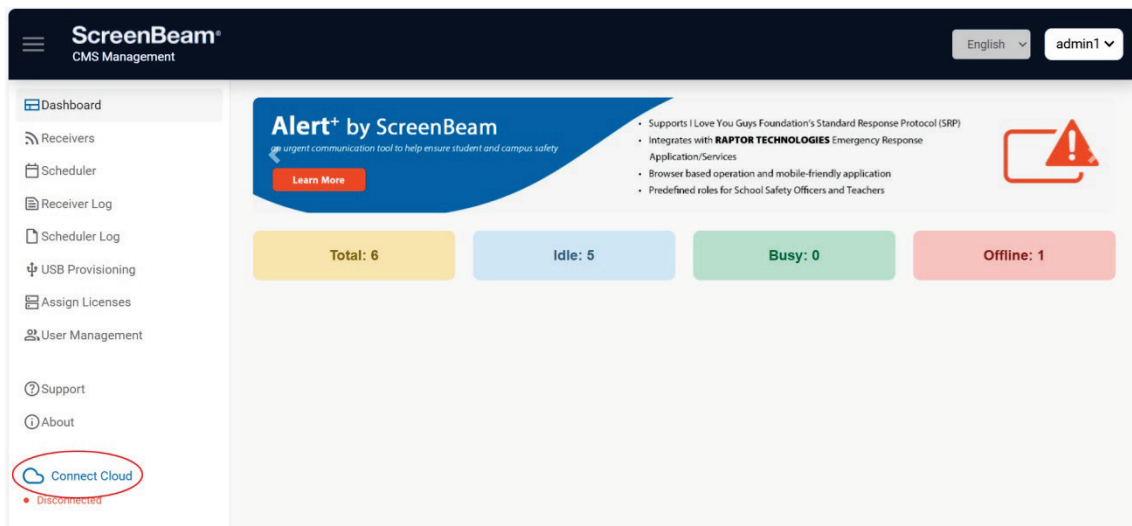 ScreenBeam®
CMS Management
English
admin1
Dashboard
Receivers
Scheduler
Receiver Log
Scheduler Log
USB Provisioning
Assign Licenses
User Management
Support
About
Connect Cloud
Disconnected
Alert+ by ScreenBeam
an urgent communication tool to help ensure student and campus safety
Learn More
• Supports I Love You Guys Foundation's Standard Response Protocol (SRP)
• Integrates with RAPTOR TECHNOLOGIES Emergency Response
Application/Services
• Browser based operation and mobile-friendly application
• Predefined roles for School Safety Officers and Teachers
Total: 6
Idle: 5
Busy: 0
Offline: 1